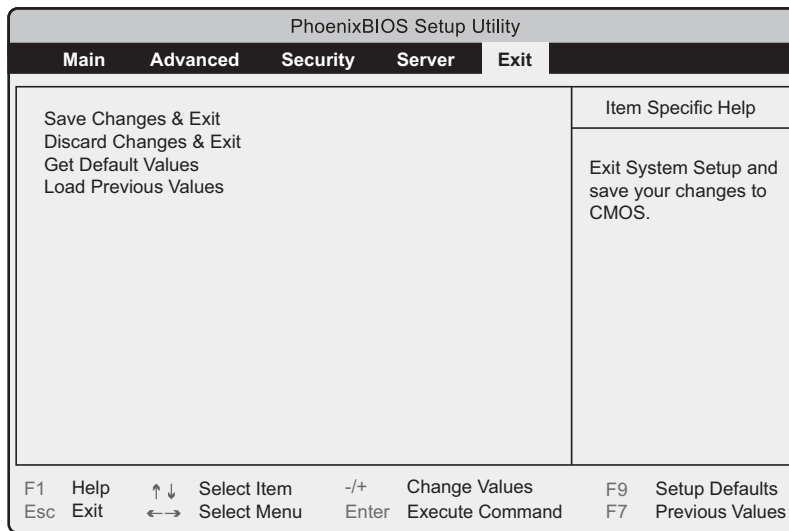 PhoenixBIOS Setup Utility
Main Advanced Security Server Exit
Save Changes & Exit
Discard Changes & Exit
Get Default Values
Load Previous Values
Item Specific Help
Exit System Setup and
save your changes to
CMOS.
F1 Help ↑↓ Select Item -/+ Change Values F9 Setup Defaults
Esc Exit ←→ Select Menu Enter Execute Command F7 Previous Values